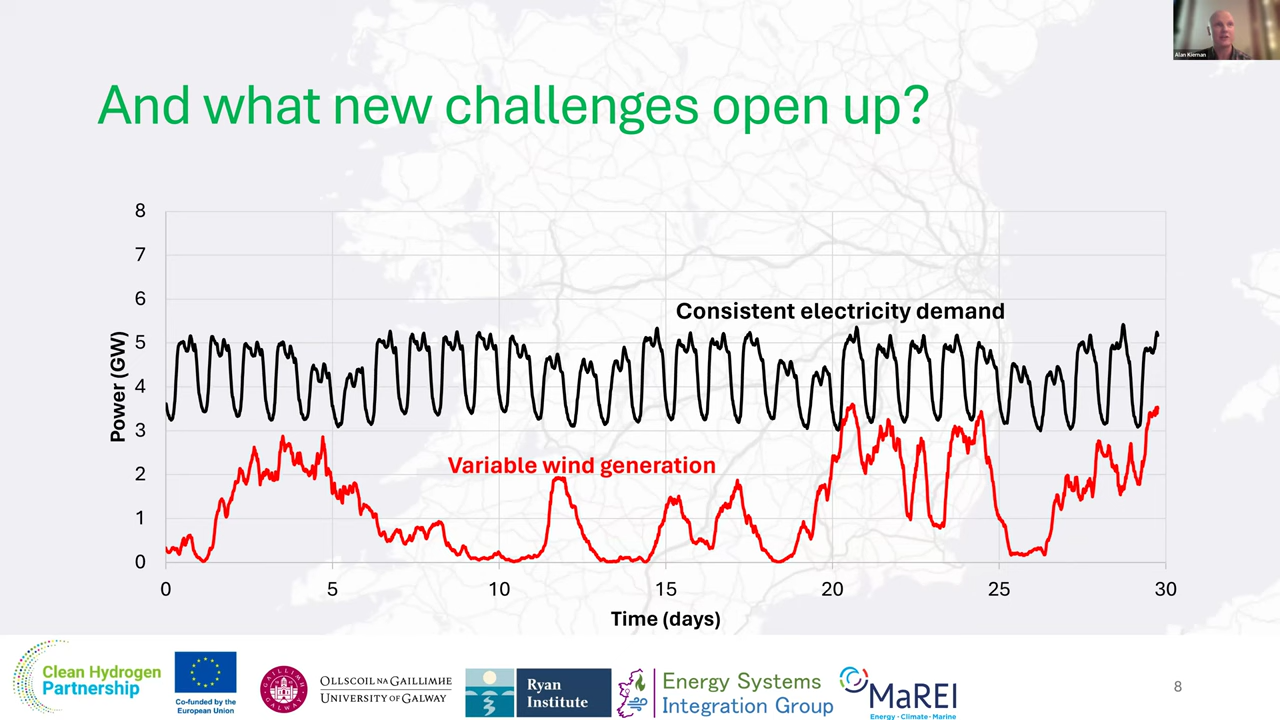 Alan Kiernan
And what new challenges open up?
8
7
6
5
4
3
2
1
0
Power (GW)
Consistent electricity demand
Variable wind generation
0 5 10 15 20 25 30
Time (days)
Clean Hydrogen
Partnership
Co-funded by the
European Union
GAILLIMH
OLLSCOIL NA GAILLIMHE
UNIVERSITY OF GALWAY
Ryan
Institute
Energy Systems
Integration Group
MaREI
Energy · Climate · Marine
8